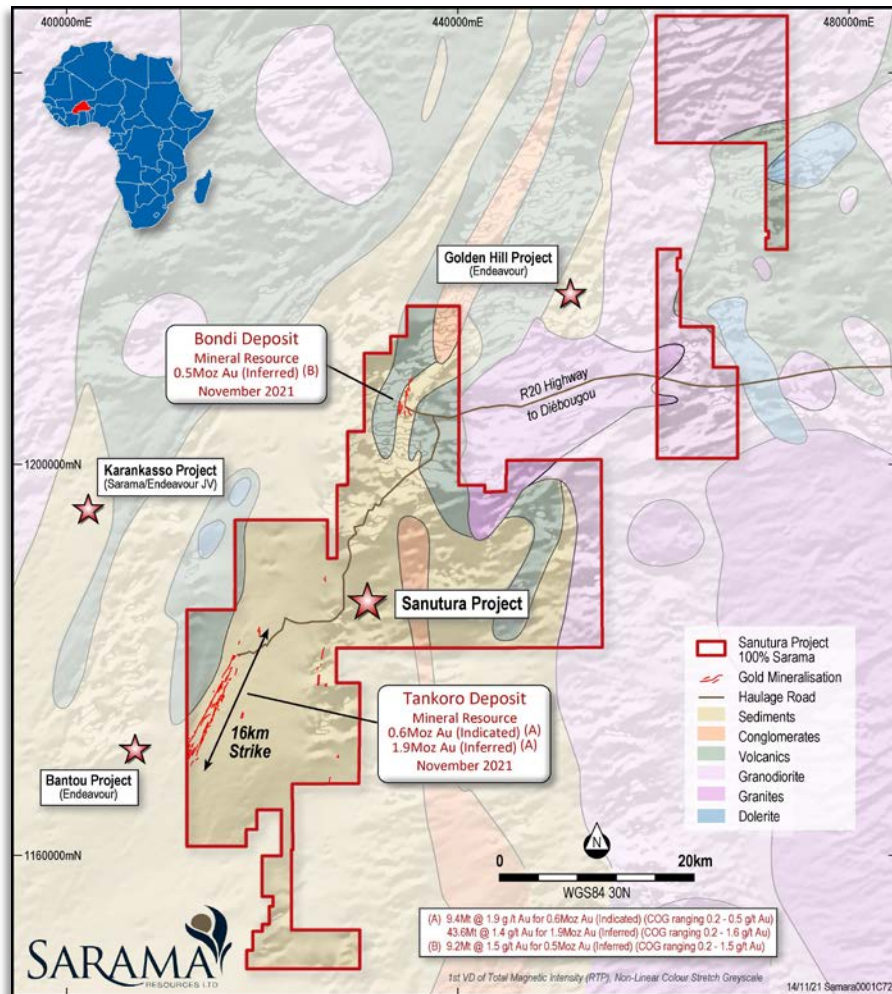 400000mE
440000mE
480000mE
Golden Hill Project
(Endeavour)
Bondi Deposit
Mineral Resource
0.5Moz Au (Inferred) (B)
November 2021
R20 Highway
to Diébougou
1200000mN
Karankasso Project
(Sarama/Endeavour JV)
Sanutura Project
Tankoro Deposit
Mineral Resource
0.6Moz Au (Indicated) (A)
1.9Moz Au (Inferred) (A)
November 2021
16km
Strike
Bantou Project
(Endeavour)
Sanutura Project
100% Sarama
Gold Mineralisation
Haulage Road
Sediments
Conglomerates
Volcanics
Granodiorite
Granites
Dolerite
1160000mN
N
0 20km
WGS84 30N
(A) 9.4Mt @ 1.9 g/t Au for 0.6Moz Au (Indicated) (COG ranging 0.2 - 0.5 g/t Au)
43.6Mt @ 1.4 g/t Au for 1.9Moz Au (Inferred) (COG ranging 0.2 - 1.6 g/t Au)
(B) 9.2Mt @ 1.5 g/t Au for 0.5Moz Au (Inferred) (COG ranging 0.2 - 1.5g/t Au)
SARAMA
RESOURCES LTD
1st VD of Total Magnetic Intensity (RTP), Non-Linear Colour Stretch Greyscale
14/11/21